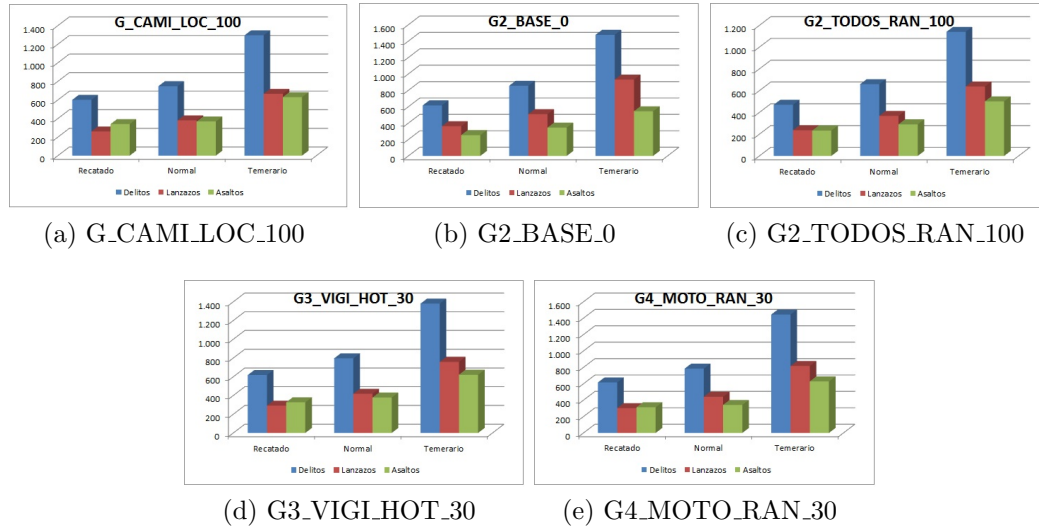 G_CAMI_LOC_100
1.400
1.200
1.000
800
600
400
200
0
Recatado Normal Temerario
Delitos Lanzazos Asaltos
(a) G_CAMI_LOC_100
G2_BASE_0
1.600
1.400
1.200
1.000
800
600
400
200
0
Recatado Normal Temerario
Delitos Lanzazos Asaltos
(b) G2_BASE_0
G2_TODOS_RAN_100
1.200
1.000
800
600
400
200
0
Recatado Normal Temerario
Delitos Lanzazos Asaltos
(c) G2_TODOS_RAN_100
G3_VIGI_HOT_30
1.400
1.200
1.000
800
600
400
200
0
Recatado Normal Temerario
Delitos Lanzazos Asaltos
(d) G3_VIGI_HOT_30
G4_MOTO_RAN_30
1.600
1.400
1.200
1.000
800
600
400
200
0
Recatado Normal Temerario
Delitos Lanzazos Asaltos
(e) G4_MOTO_RAN_30